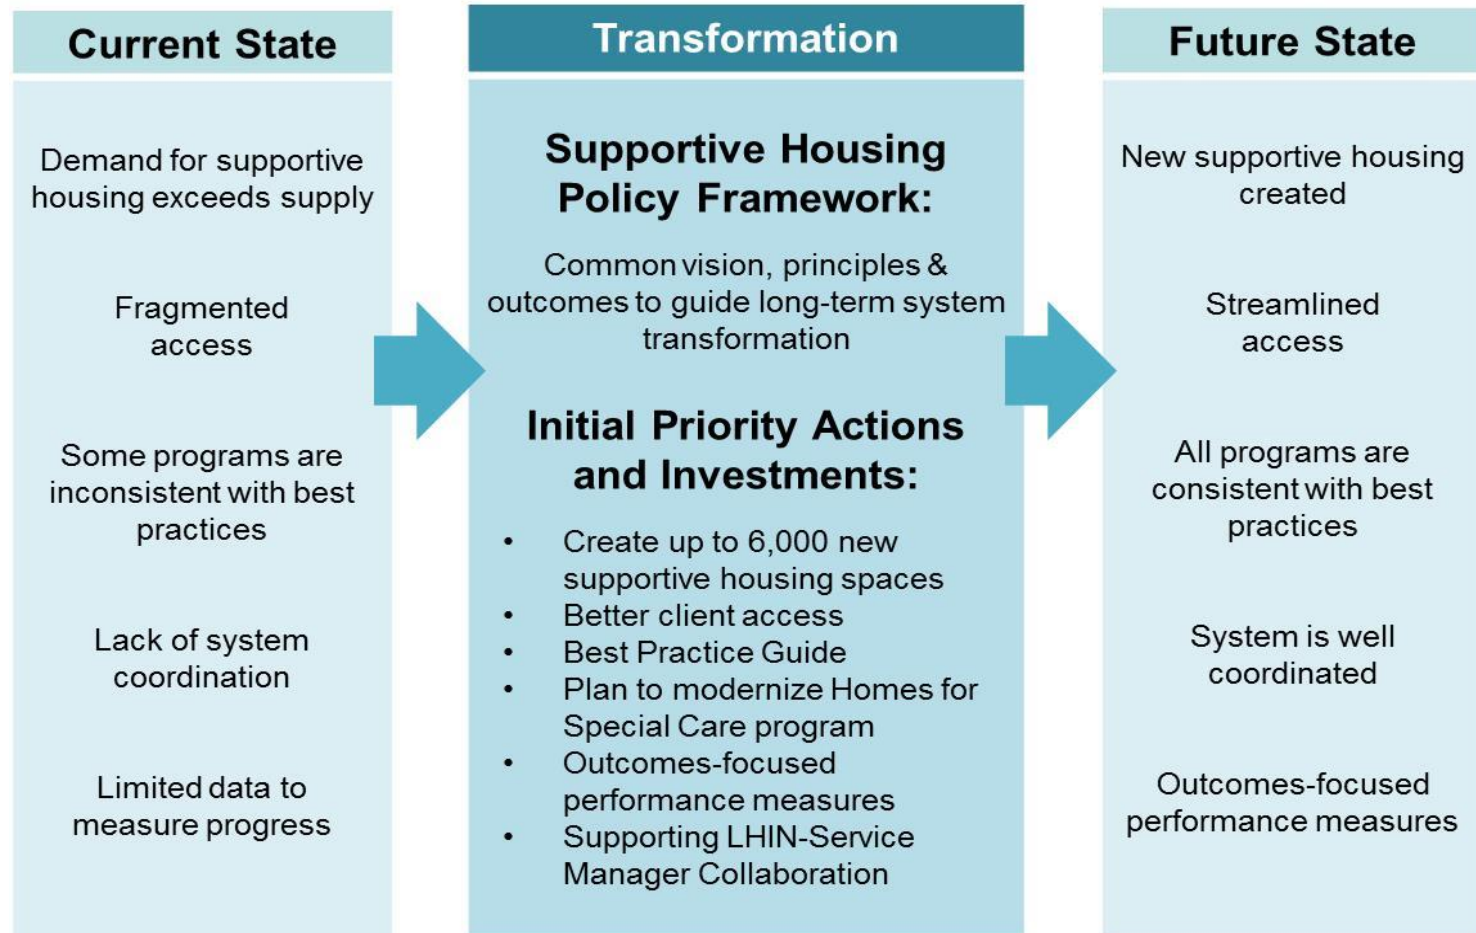 Current State
Demand for supportive
housing exceeds supply
Fragmented
access
Some programs are
inconsistent with best
practices
Lack of system
coordination
Limited data to
measure progress
Transformation
Supportive Housing
Policy Framework:
Common vision, principles &
outcomes to guide long-term system
transformation
Initial Priority Actions
and Investments:
• Create up to 6,000 new
supportive housing spaces
• Better client access
• Best Practice Guide
• Plan to modernize Homes for
Special Care program
• Outcomes-focused
performance measures
• Supporting LHIN-Service
Manager Collaboration
Future State
New supportive housing
created
Streamlined
access
All programs are
consistent with best
practices
System is well
coordinated
Outcomes-focused
performance measures